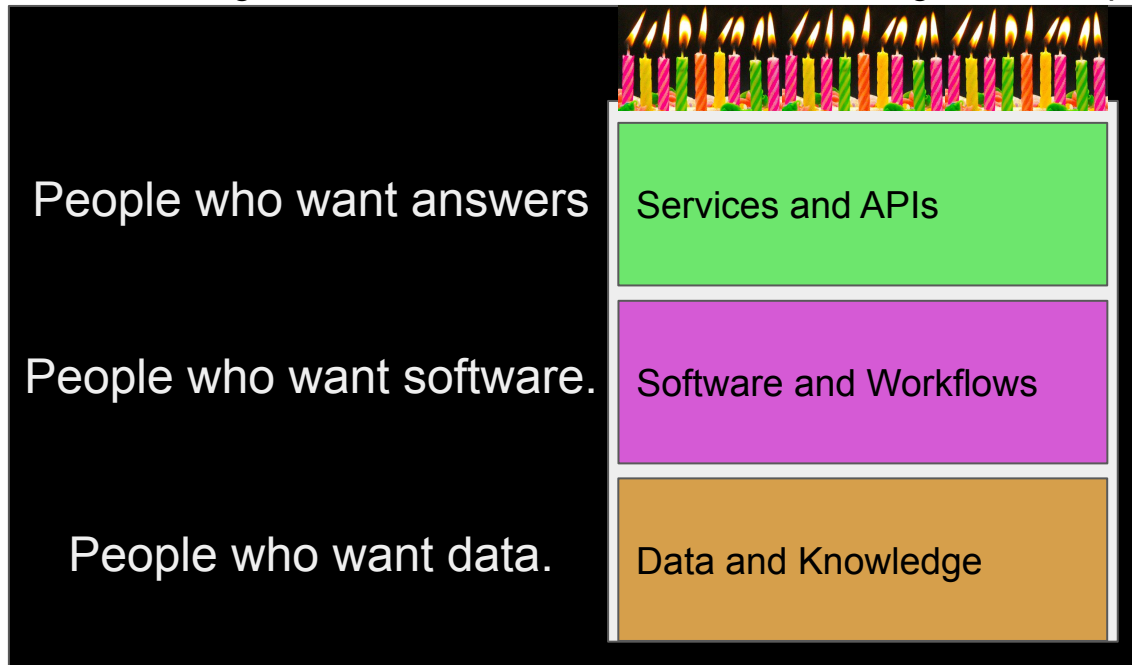 People who want answers
Services and APIs
People who want software.
Software and Workflows
People who want data.
Data and Knowledge